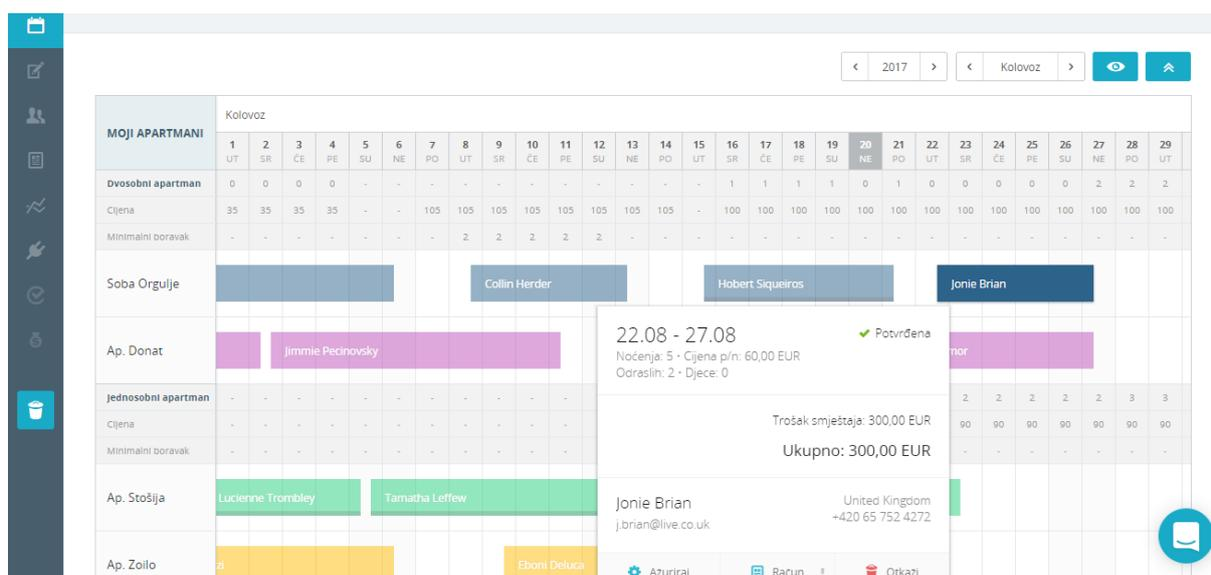 2017 Kolovoz
MOJI APARTMANI
Kolovoz
1 2 3 4 5 6 7 8 9 10 11 12 13 14 15 16 17 18 19 20 21 22 23 24 25 26 27 28 29
UT SR ČE PE SU NE PO UT SR ČE PE SU NE PO UT SR ČE PE SU NE PO UT SR ČE PE SU NE PO UT
Dvosobni apartman 0 0 0 0 - - - - - - - - - - - 1 1 1 1 0 1 0 0 0 0 0 2 2 2
Cijena 35 35 35 35 - - 105 105 105 105 105 105 105 105 - 100 100 100 100 100 100 100 100 100 100 100 100 100 100
Minimalni boravak - - - - - - - 2 2 2 2 2 - - - - - - - - - - - - - - - - -
Soba Orgulje Collin Herder Hobert Siqueiros Jonie Brian
22.08 - 27.08 Potvrđena
Noćenja: 5 • Cijena p/n: 60,00 EUR
Odraslih: 2 • Djece: 0
Ap. Donat Jimmie Pecinovsky mor
Jednosobni apartman - - - - - - - - - - - - 2 2 2 2 2 3 3
Cijena - - - - - - - - - - - - 90 90 90 90 90 90 90
Minimalni boravak - - - - - - - - - - - - - - - - - - -
Trošak smještaja: 300,00 EUR
Ukupno: 300,00 EUR
Ap. Stošija Lucienne Trombley Tamatha Leffew
Jonie Brian United Kingdom
j.brian@live.co.uk +420 65 752 4272
Ap. Zoilo zi Eboni Deluca
Ažuriraj Račun Otkaži